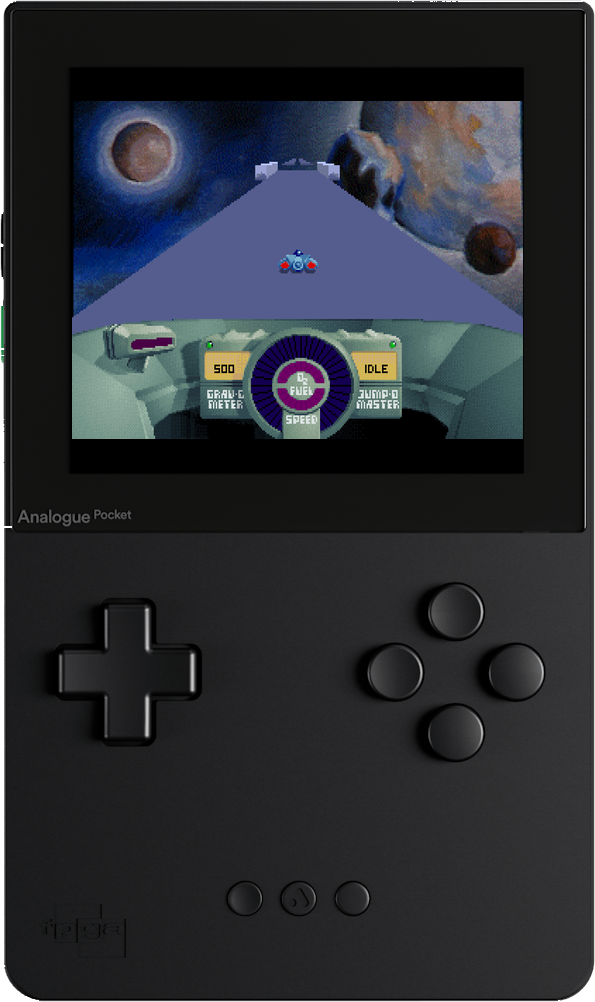 500
IDLE
O2
FUEL
GRAV-O
METER
JUMP-O
MASTER
SPEED
Analogue Pocket